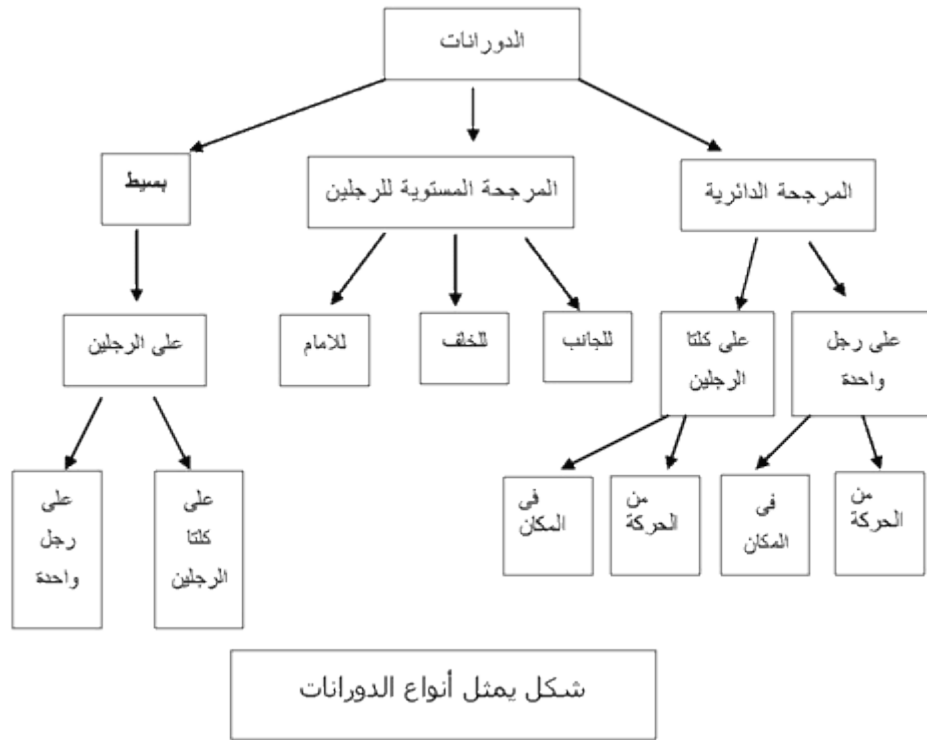 الدورانات
المرجحة الدائرية
المرجحة المستوية للرجلين
بسيط
على رجل
واحدة
على كلتا
الرجلين
للجانب
للخلف
للامام
على الرجلين
من
الحركة
فى
المكان
من
الحركة
فى
المكان
على
كلتا
الرجلين
على
رجل
واحدة
شكل يمثل أنواع الدورانات